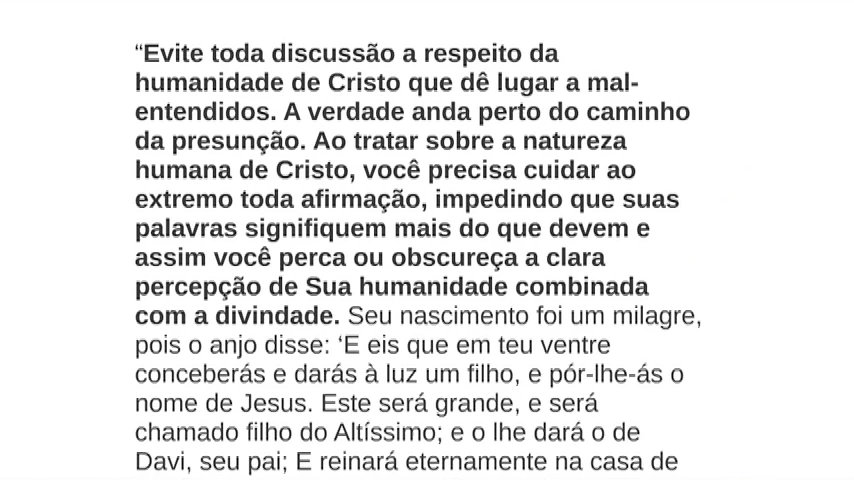 “Evite toda discussão a respeito da
humanidade de Cristo que dê lugar a mal-
entendidos. A verdade anda perto do caminho
da presunção. Ao tratar sobre a natureza
humana de Cristo, você precisa cuidar ao
extremo toda afirmação, impedindo que suas
palavras signifiquem mais do que devem e
assim você perca ou obscureça a clara
percepção de Sua humanidade combinada
com a divindade. Seu nascimento foi um milagre,
pois o anjo disse: ‘E eis que em teu ventre
conceberás e darás à luz um filho, e pór-lhe-ás o
nome de Jesus. Este será grande, e será
chamado filho do Altíssimo; e o lhe dará o de
Davi, seu pai; E reinará eternamente na casa de